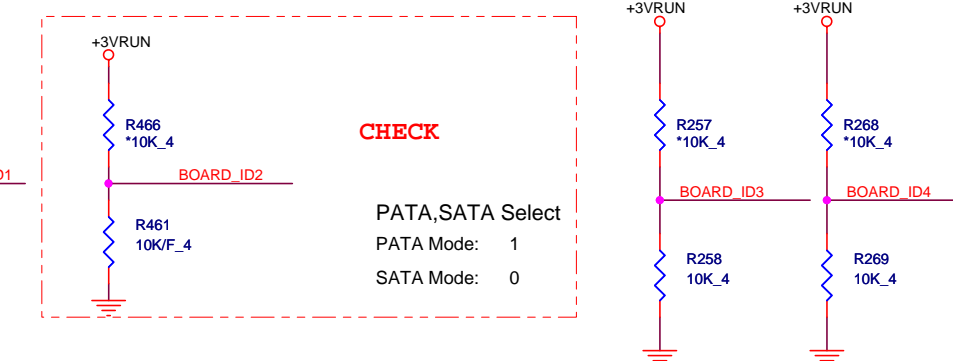 +3VRUN
R466
*10K_4
BOARD_ID2
R461
10K/F_4
CHECK
PATA,SATA Select
PATA Mode: 1
SATA Mode: 0
D1
+3VRUN
R257
*10K_4
BOARD_ID3
R258
10K_4
+3VRUN
R268
*10K_4
BOARD_ID4
R269
10K_4